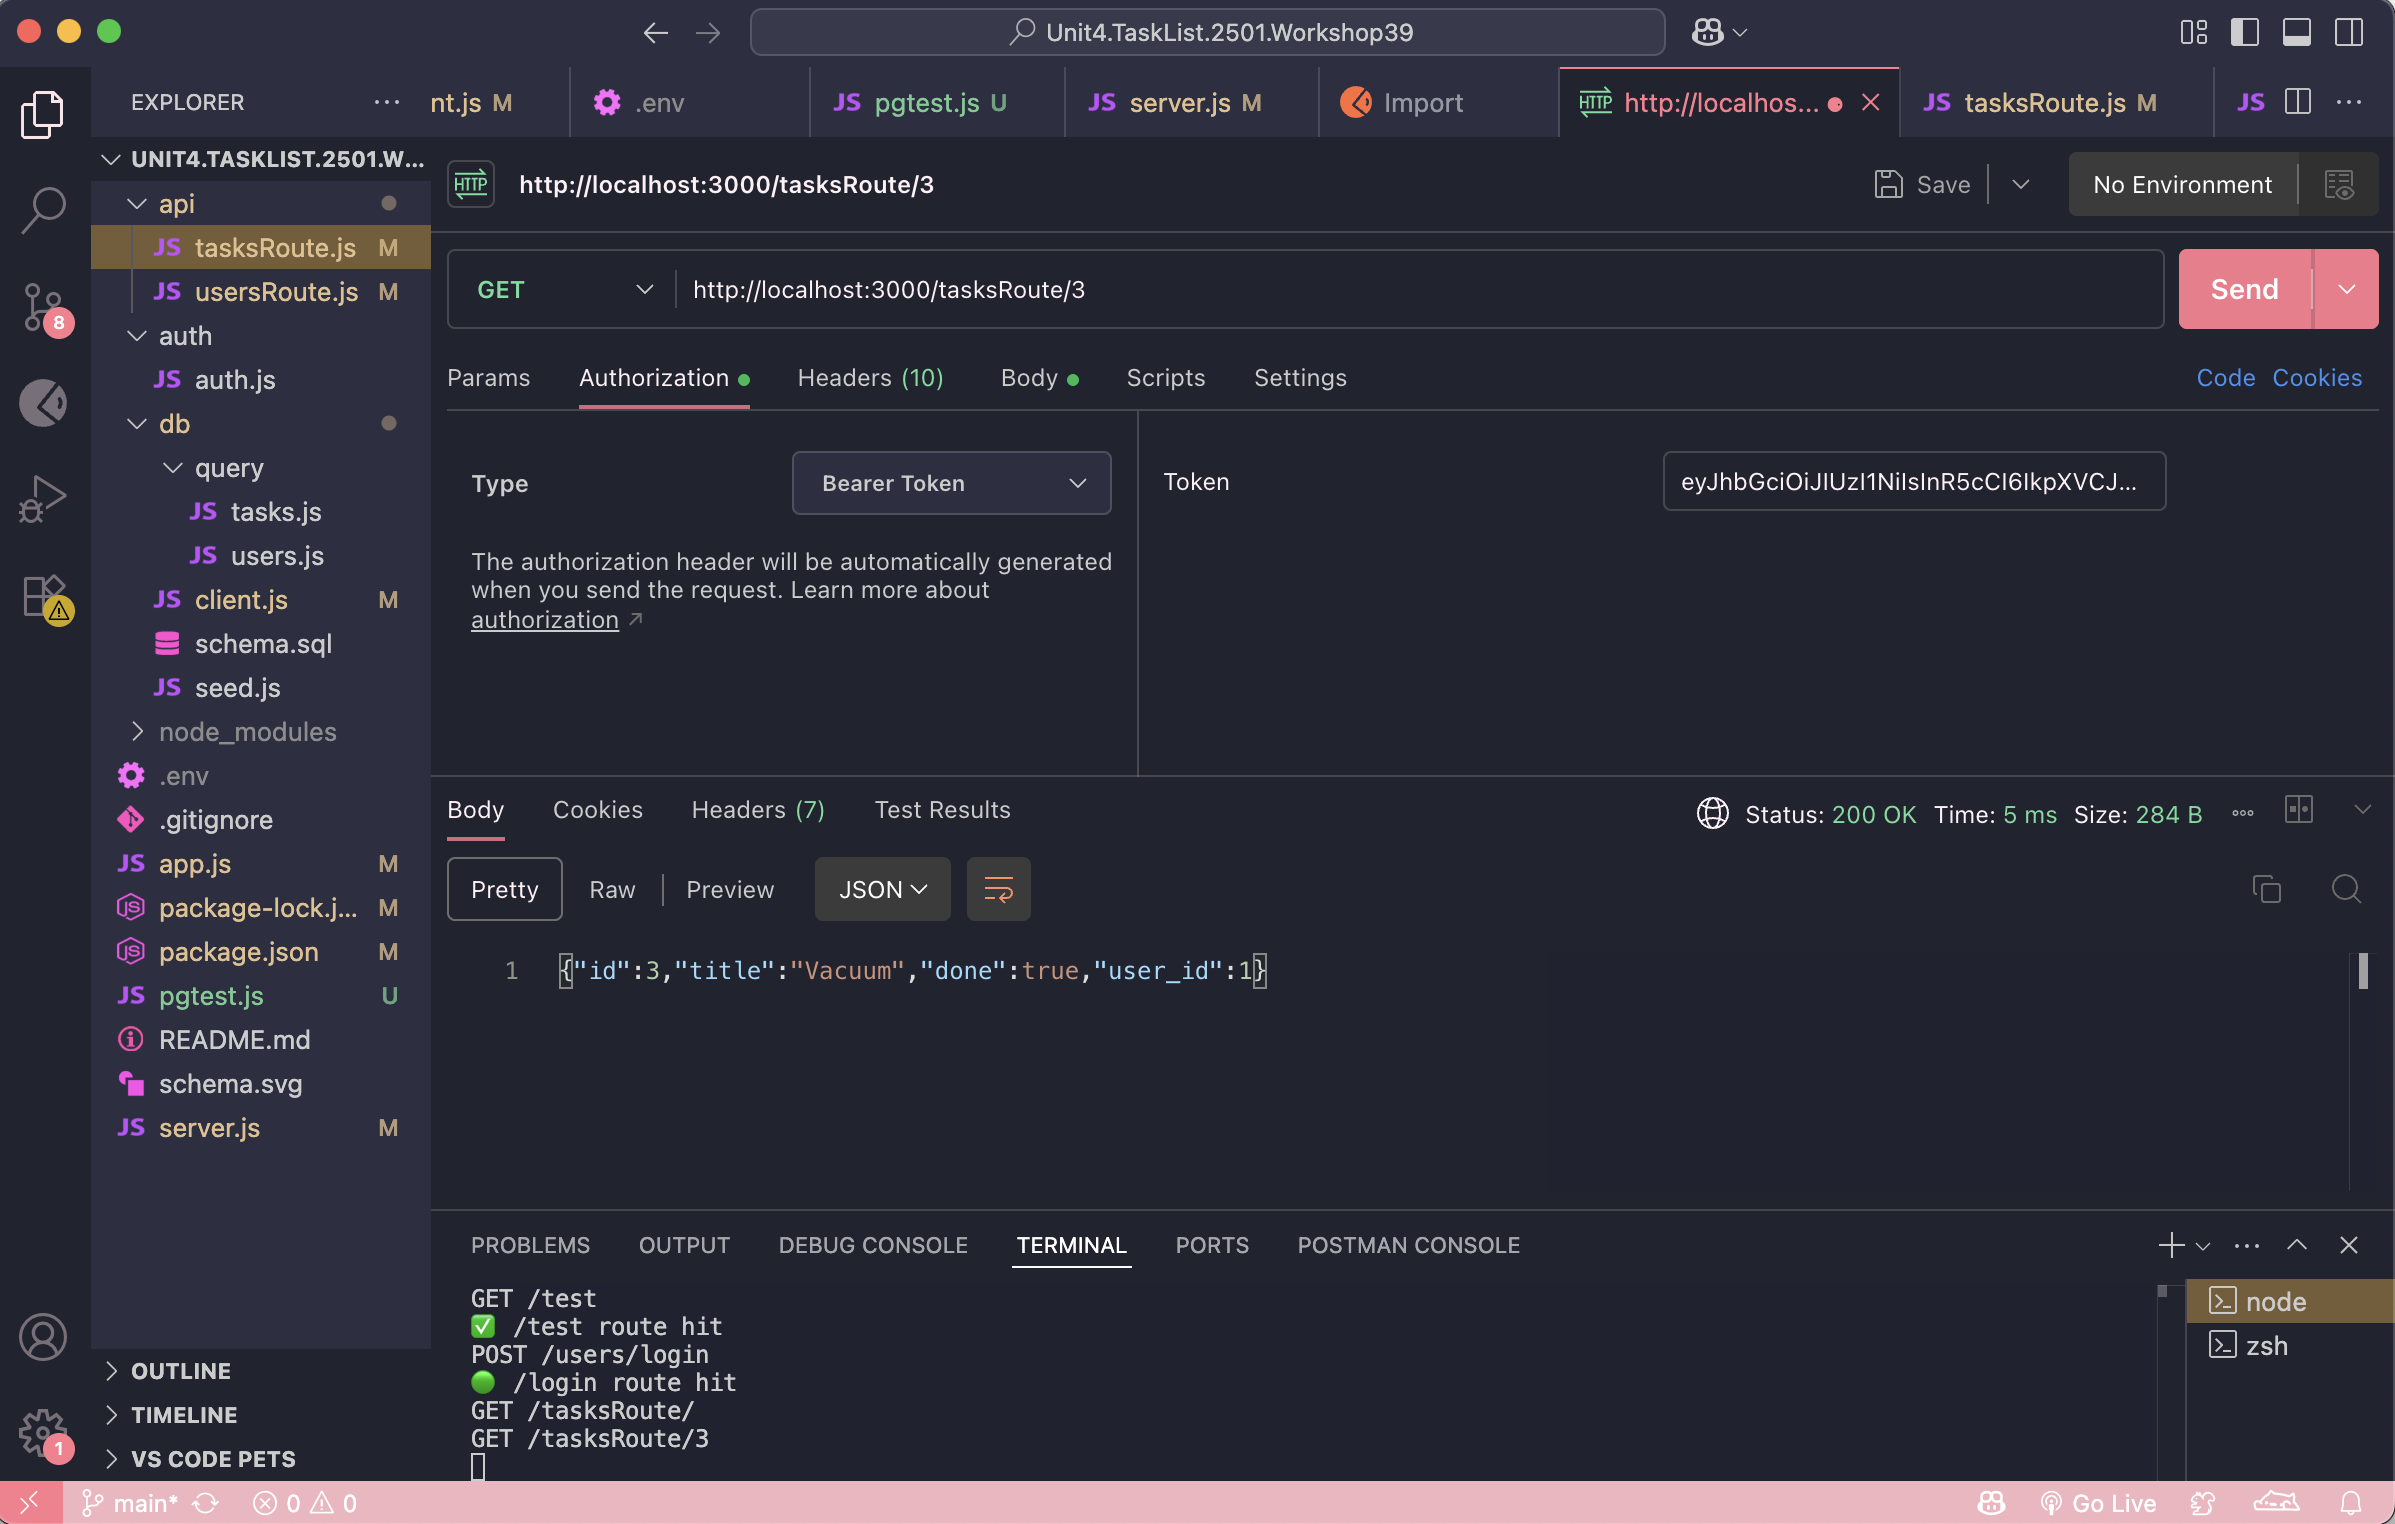 Unit4.TaskList.2501.Workshop39
EXPLORER
nt.js M
.env
JS pgtest.js U
JS server.js M
Import
HTTP http://localhos...
JS tasksRoute.js M
JS
UNIT4.TASKLIST.2501.W...
api
JS tasksRoute.js M
JS usersRoute.js M
auth
JS auth.js
db
query
JS tasks.js
JS users.js
JS client.js M
schema.sql
JS seed.js
node_modules
.env
.gitignore
JS app.js M
JS package-lock.j... M
JS package.json M
JS pgtest.js U
README.md
schema.svg
JS server.js M
OUTLINE
TIMELINE
VS CODE PETS
8
1
HTTP http://localhost:3000/tasksRoute/3
Save
No Environment
GET http://localhost:3000/tasksRoute/3
Send
Params Authorization Headers (10) Body Scripts Settings
Code Cookies
Type
Bearer Token
The authorization header will be automatically generated
when you send the request. Learn more about
authorization
Token
eyJhbGciOiJIUzI1NiIsInR5cCI6IkpXVCJ...
Body Cookies Headers (7) Test Results
Status: 200 OK Time: 5 ms Size: 284 B
Pretty Raw Preview JSON
1 {"id":3,"title":"Vacuum","done":true,"user_id":1}
PROBLEMS OUTPUT DEBUG CONSOLE TERMINAL PORTS POSTMAN CONSOLE
GET /test
✅ /test route hit
POST /users/login
🟢 /login route hit
GET /tasksRoute/
GET /tasksRoute/3
node
zsh
main* 0 0
Go Live